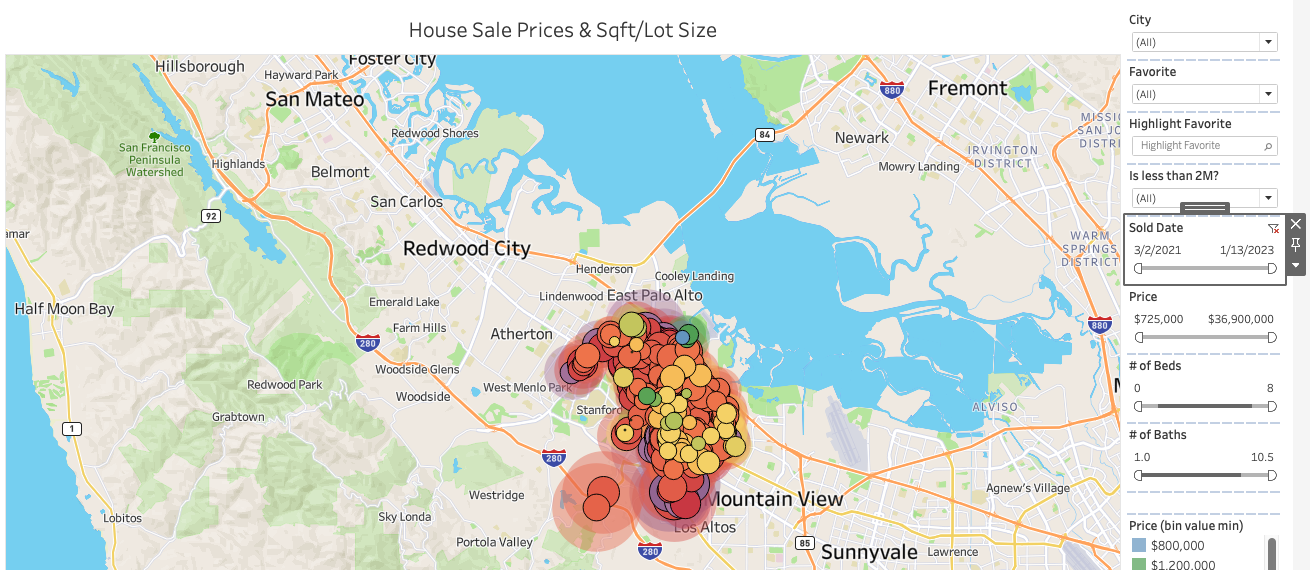 House Sale Prices & Sqft/Lot Size
Hillsborough
Foster City
Hayward Park
San Mateo
880
Fremont
Redwood Shores
84
Newark
San Francisco
Peninsula
Watershed
Highlands
Belmont
IRVINGTON
DISTRICT
Mowry Landing
San Carlos
92
Redwood City
WARM
SPRINGS
DISTRICT
Henderson
Cooley Landing
Half Moon Bay
Emerald Lake
Lindenwood
East Palo Alto
Farm Hills
Atherton
880
280
Woodside Glens
Redwood Park
West Menlo Park
Woodside
Stanford
Grabtown
ALVISO
1
280
Westridge
Mountain View
Agnew's Village
Lobitos
Sky Londa
Los Altos
Portola Valley
280
85
Sunnyvale
Lawrence
City
(All)
Favorite
(All)
Highlight Favorite
Highlight Favorite
Is less than 2M?
(All)
Sold Date
3/2/2021 1/13/2023
Price
$725,000 $36,900,000
# of Beds
0 8
# of Baths
1.0 10.5
Price (bin value min)
$800,000
$1,200,000